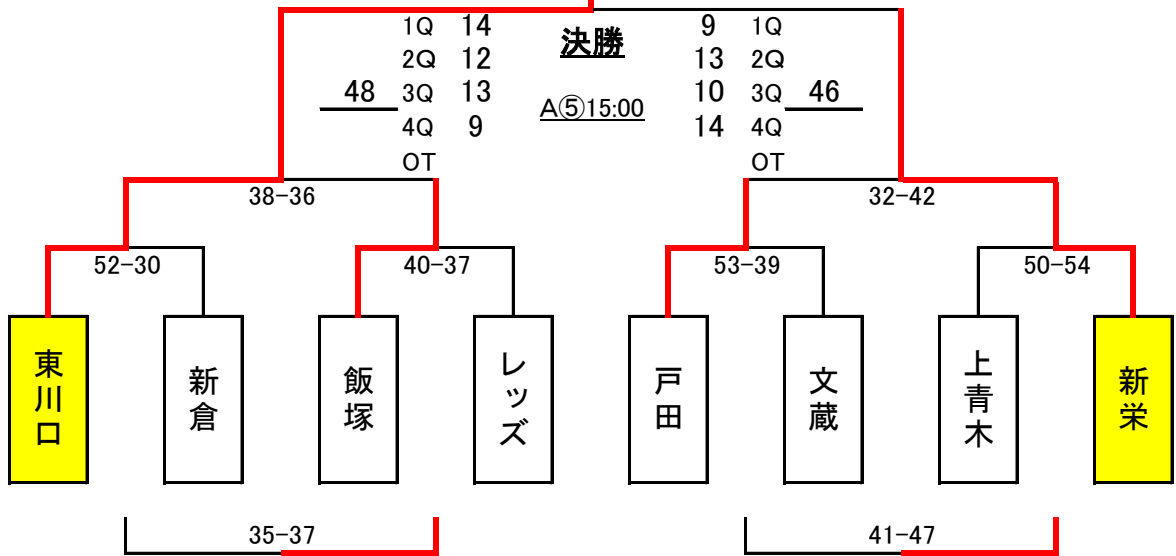 1Q 14 決勝 9 1Q
2Q 12 13 2Q
48 3Q 13 A⑤15:00 10 3Q 46
4Q 9 14 4Q
OT OT
38-36 32-42
52-30 40-37 53-39 50-54
東川口
新倉
飯塚
レッズ
戸田
文蔵
上青木
新栄
35-37 41-47